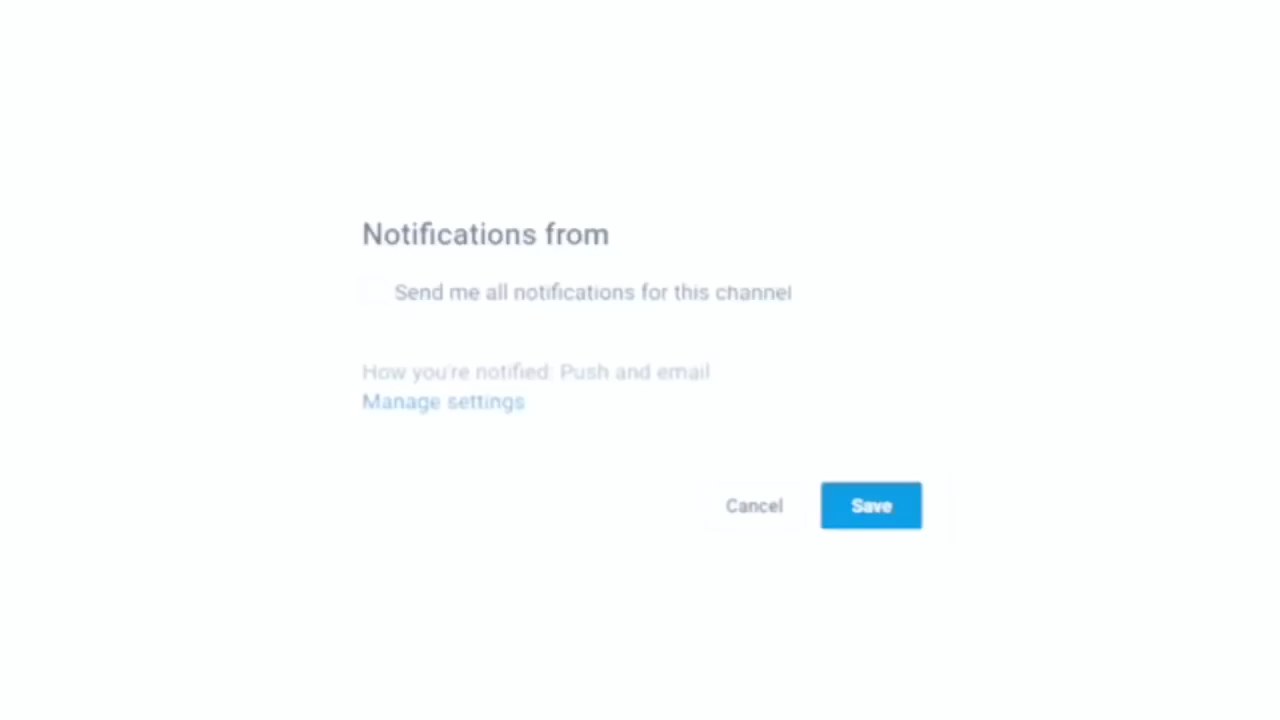 Notifications from
Send me all notifications for this channel
How you're notified: Push and email
Manage settings
Cancel
Save